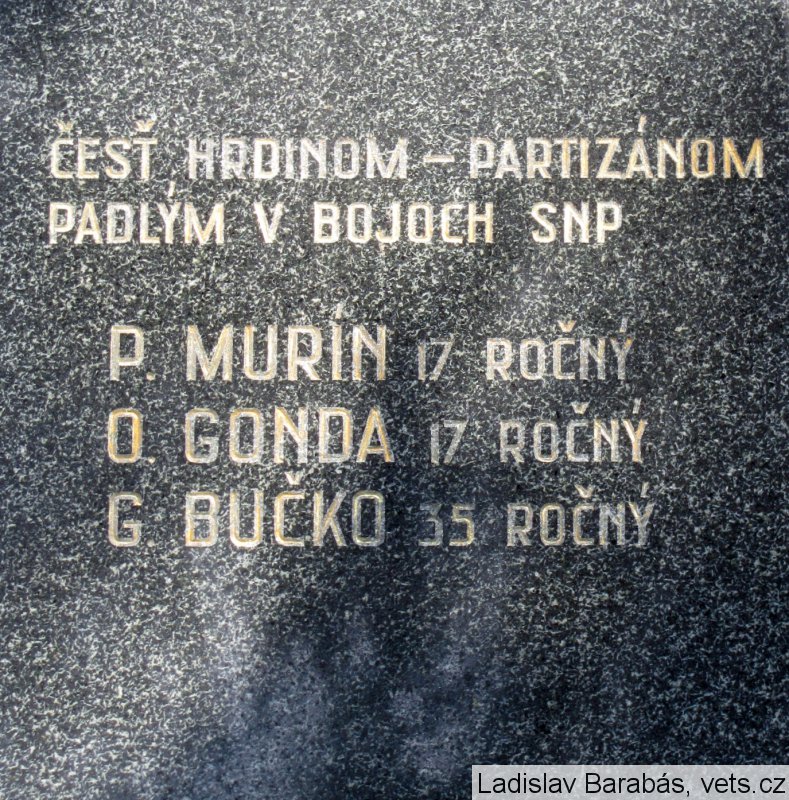 ČESŤ HRDINOM – PARTIZÁNOM
PADLÝM V BOJOCH SNP
P. MURÍN 17 ROČNÝ
O. GONDA 17 ROČNÝ
G. BUČKO 35 ROČNÝ
Ladislav Barabás, vets.cz